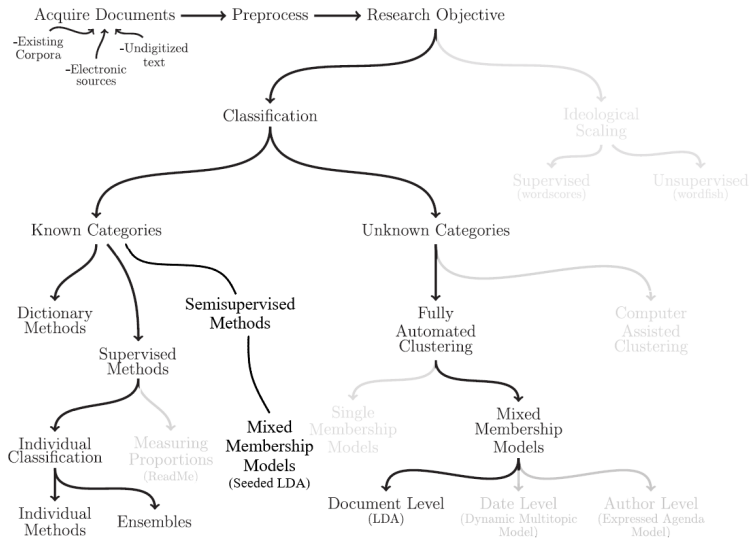 Acquire Documents
Preprocess
Research Objective
-Existing
Corpora
-Undigitized
text
-Electronic
sources
Classification
Ideological
Scaling
Supervised
(wordscores)
Unsupervised
(wordfish)
Known Categories
Unknown Categories
Dictionary
Methods
Supervised
Methods
Semisupervised
Methods
Fully
Automated
Clustering
Computer
Assisted
Clustering
Individual
Classification
Measuring
Proportions
(ReadMe)
Mixed
Membership
Models
(Seeded LDA)
Single
Membership
Models
Mixed
Membership
Models
Individual
Methods
Ensembles
Document Level
(LDA)
Date Level
(Dynamic Multitopic
Model)
Author Level
(Expressed Agenda
Model)